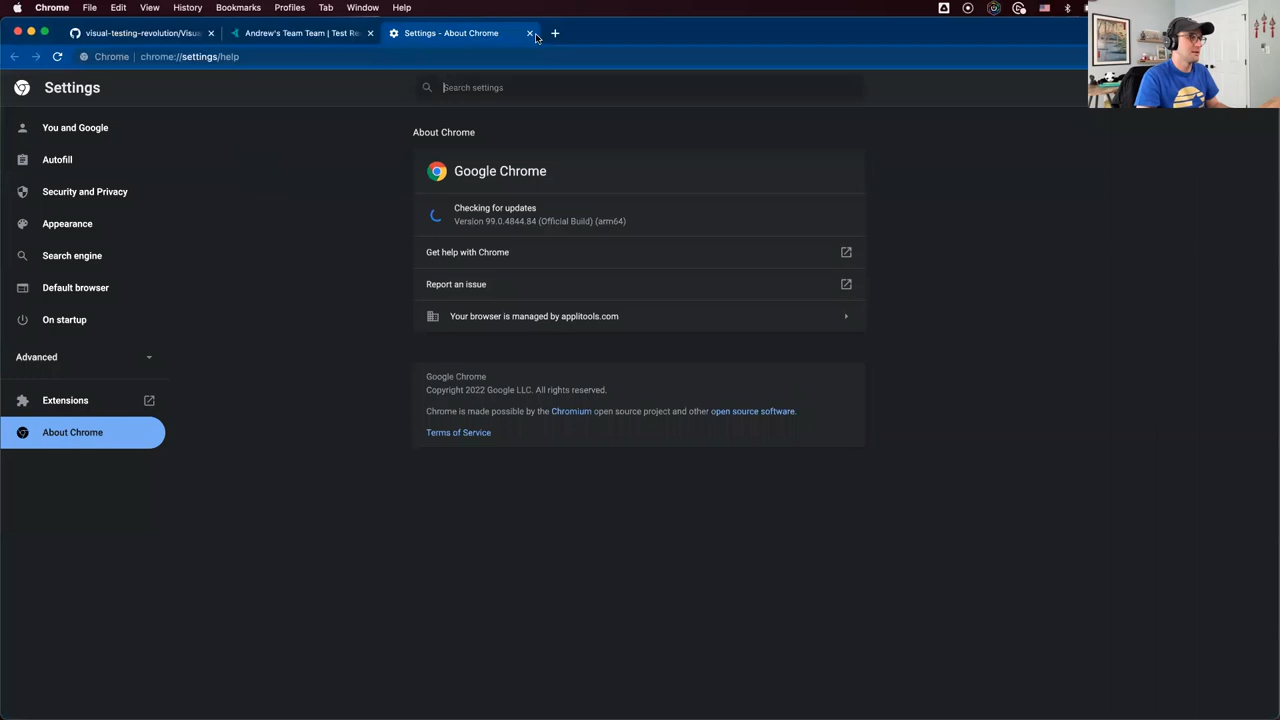 Chrome File Edit View History Bookmarks Profiles Tab Window Help
visual-testing-revolution/Visua Andrew's Team Team | Test Re Settings - About Chrome
Chrome chrome://settings/help
Settings
Search settings
You and Google
Autofill
Security and Privacy
Appearance
Search engine
Default browser
On startup
Advanced
Extensions
About Chrome
About Chrome
Google Chrome
Checking for updates
Version 99.0.4844.84 (Official Build) (arm64)
Get help with Chrome
Report an issue
Your browser is managed by applitools.com
Google Chrome
Copyright 2022 Google LLC. All rights reserved.
Chrome is made possible by the Chromium open source project and other open source software.
Terms of Service